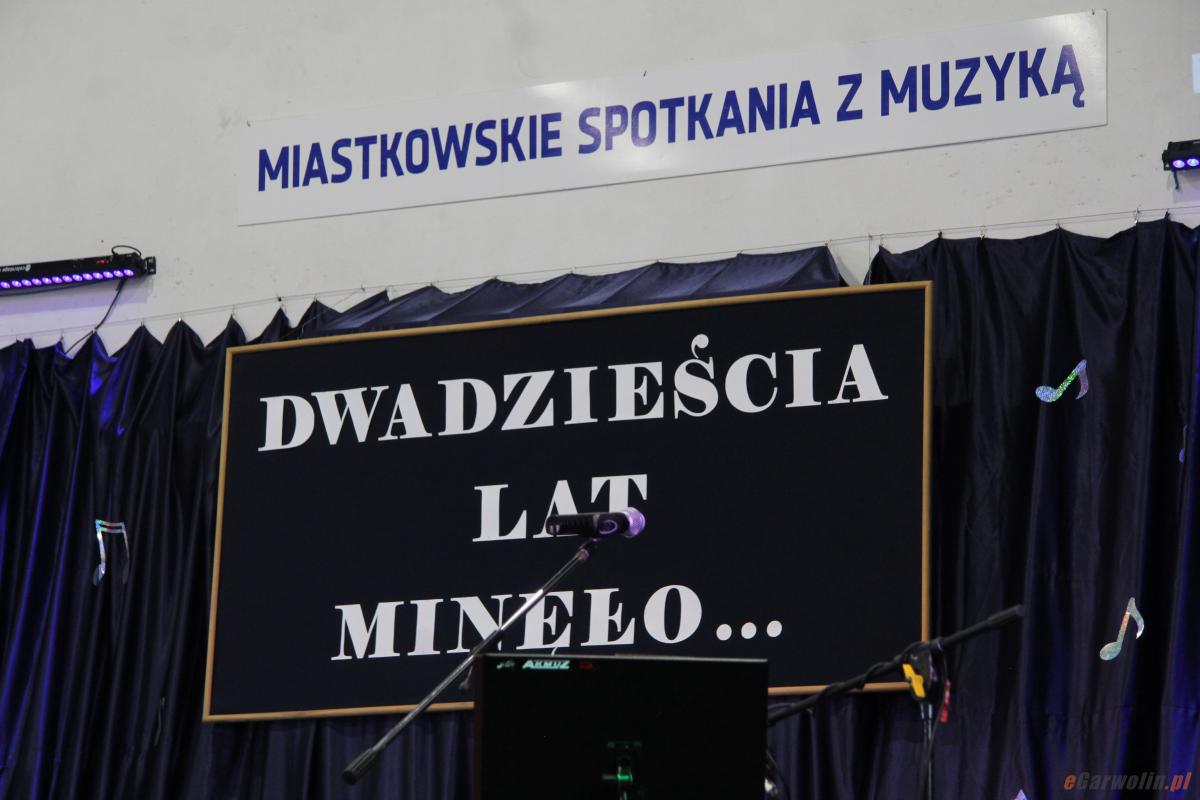 MIASTKOWSKIE SPOTKANIA Z MUZYKĄ
DWADZIEŚCIA
LAT
MINĘŁO...
AKMUZ
eGarwolin.pl